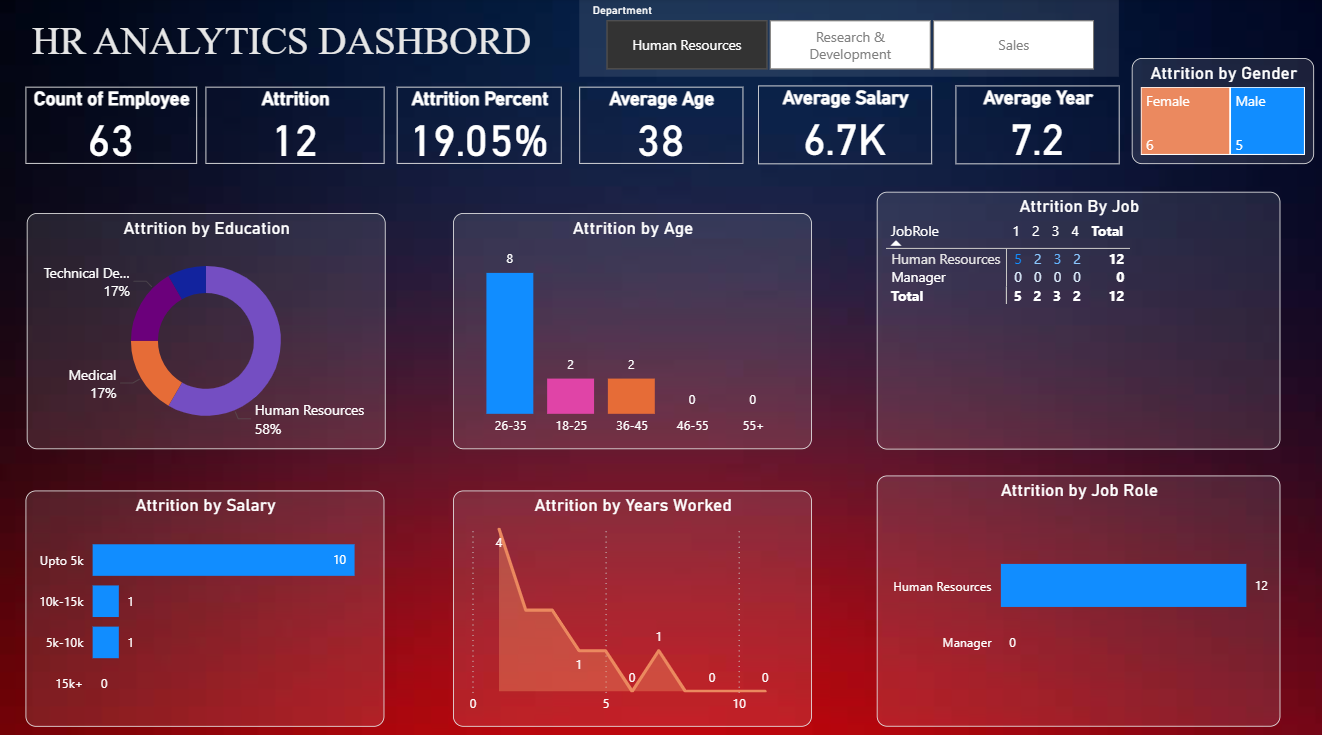 HR ANALYTICS DASHBORD
Department
Human Resources
Research &
Development
Sales
Count of Employee
63
Attrition
12
Attrition Percent
19.05%
Average Age
38
Average Salary
6.7K
Average Year
7.2
Attrition by Gender
Female
6
Male
5
Attrition by Education
Technical De...
17%
Medical
17%
Human Resources
58%
Attrition by Age
8
2
2
0
0
26-35 18-25 36-45 46-55 55+
Attrition By Job
JobRole 1 2 3 4 Total
Human Resources 5 2 3 2 12
Manager 0 0 0 0 0
Total 5 2 3 2 12
Attrition by Salary
Upto 5k 10
10k-15k 1
5k-10k 1
15k+ 0
Attrition by Years Worked
4
1
0
1
0
0
0 5 10
Attrition by Job Role
Human Resources 12
Manager 0